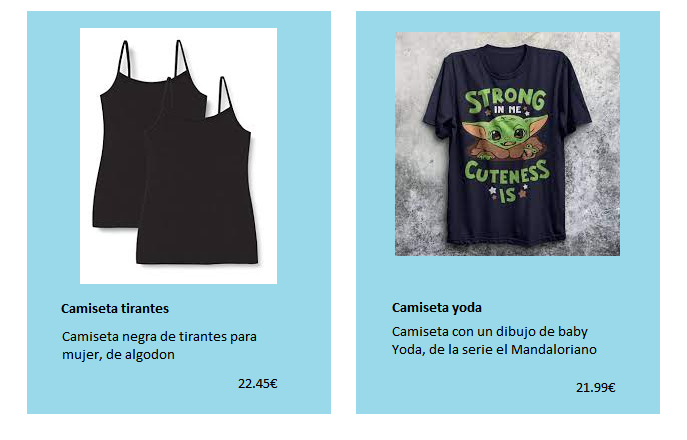 Camiseta tirantes
Camiseta negra de tirantes para
mujer, de algodon
22.45€
STRONG
IN ME
CUTENESS
IS
Camiseta yoda
Camiseta con un dibujo de baby
Yoda, de la serie el Mandaloriano
21.99€